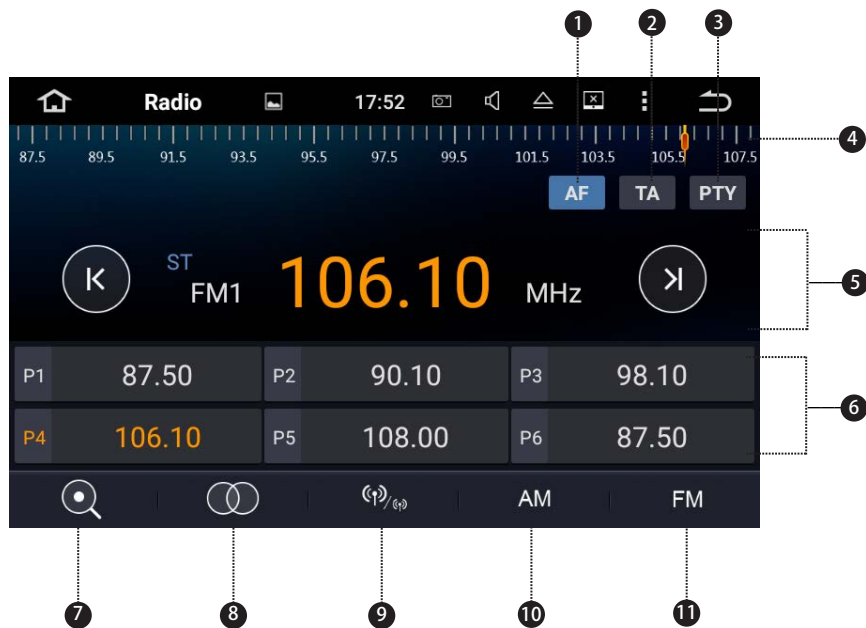 1 2 3
Radio 17:52
4
87.5 89.5 91.5 93.5 95.5 97.5 99.5 101.5 103.5 105.5 107.5
AF TA PTY
ST
FM1 106.10 MHz
5
P1 87.50 P2 90.10 P3 98.10
6
P4 106.10 P5 108.00 P6 87.50
AM FM
7 8 9 10 11